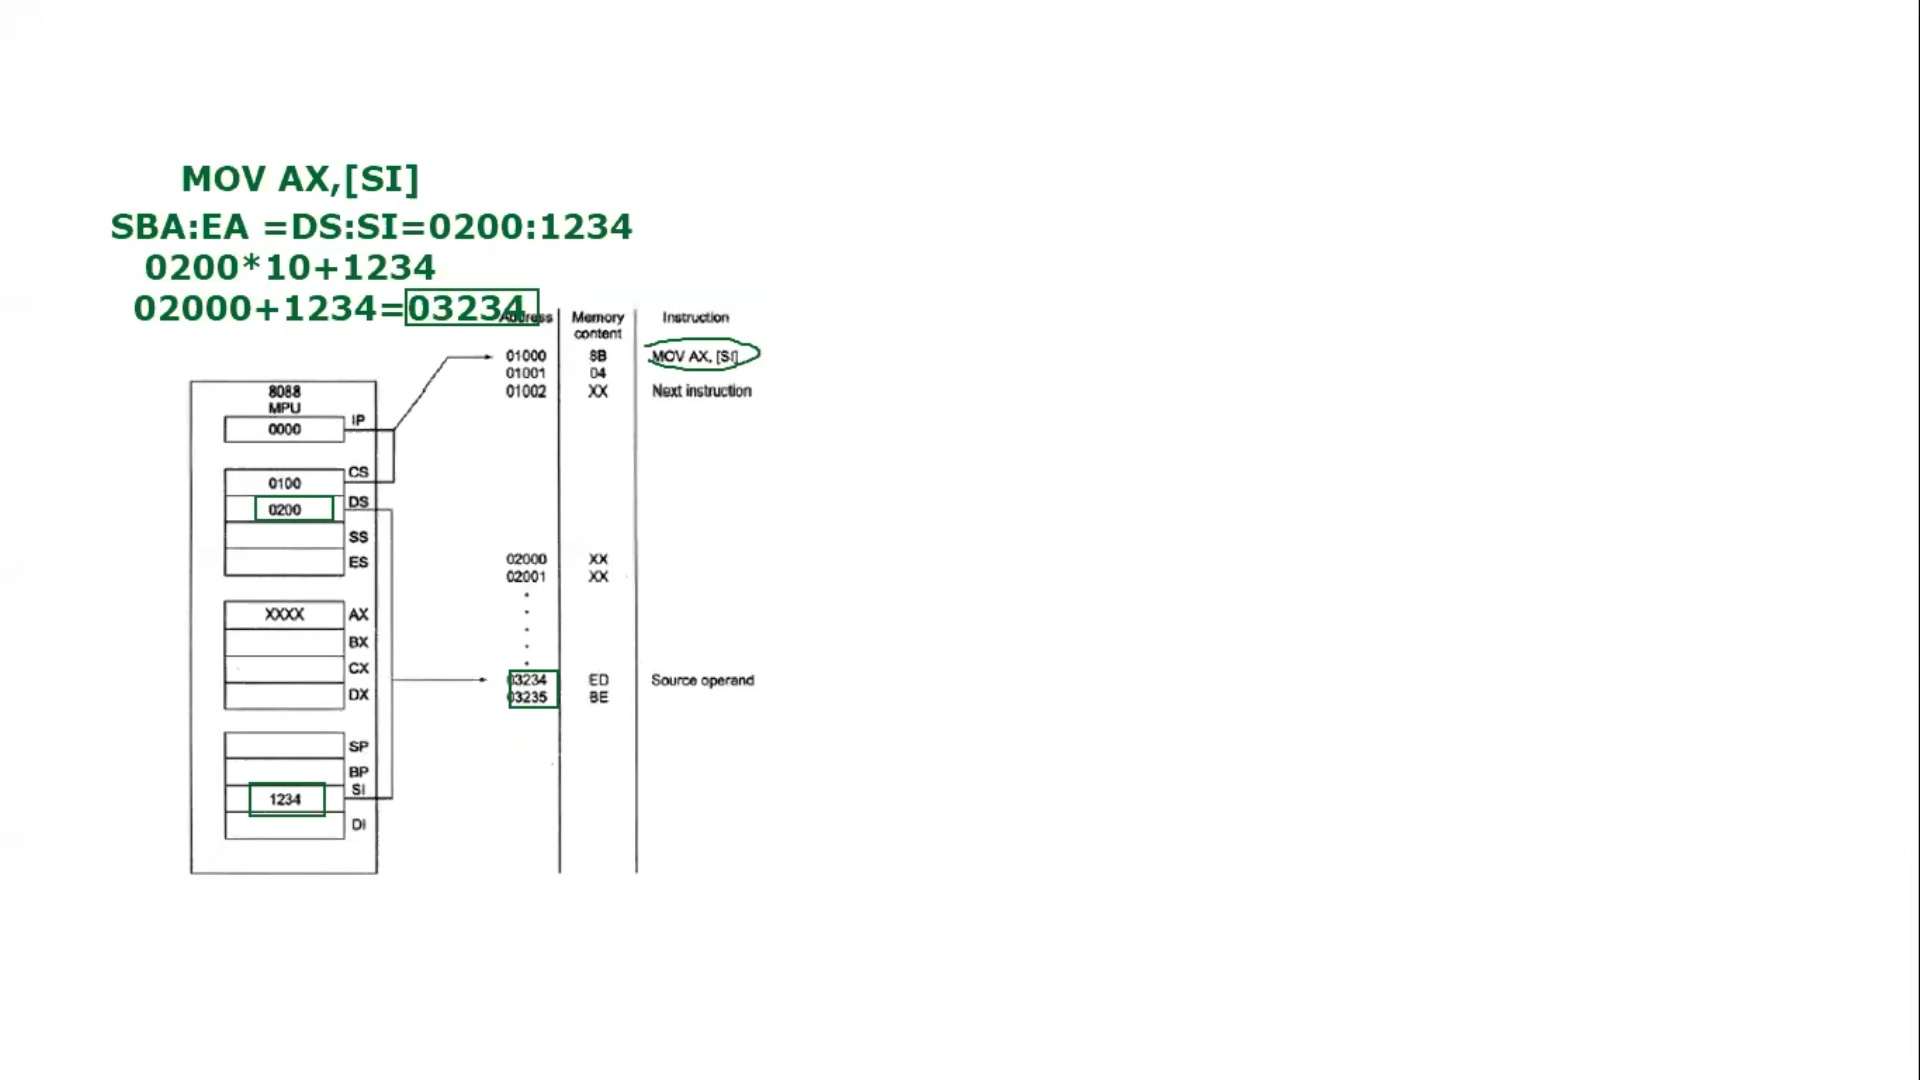 MOV AX,[SI]
SBA:EA =DS:SI=0200:1234
0200*10+1234
02000+1234=03234
Address Memory content Instruction
01000 8B MOV AX, [SI]
01001 04
01002 XX Next instruction
8088
MPU
0000 IP
0100 CS
0200 DS
SS
ES
02000 XX
02001 XX
XXXX AX
BX
CX
DX
03234 ED Source operand
03235 BE
SP
BP
1234 SI
DI